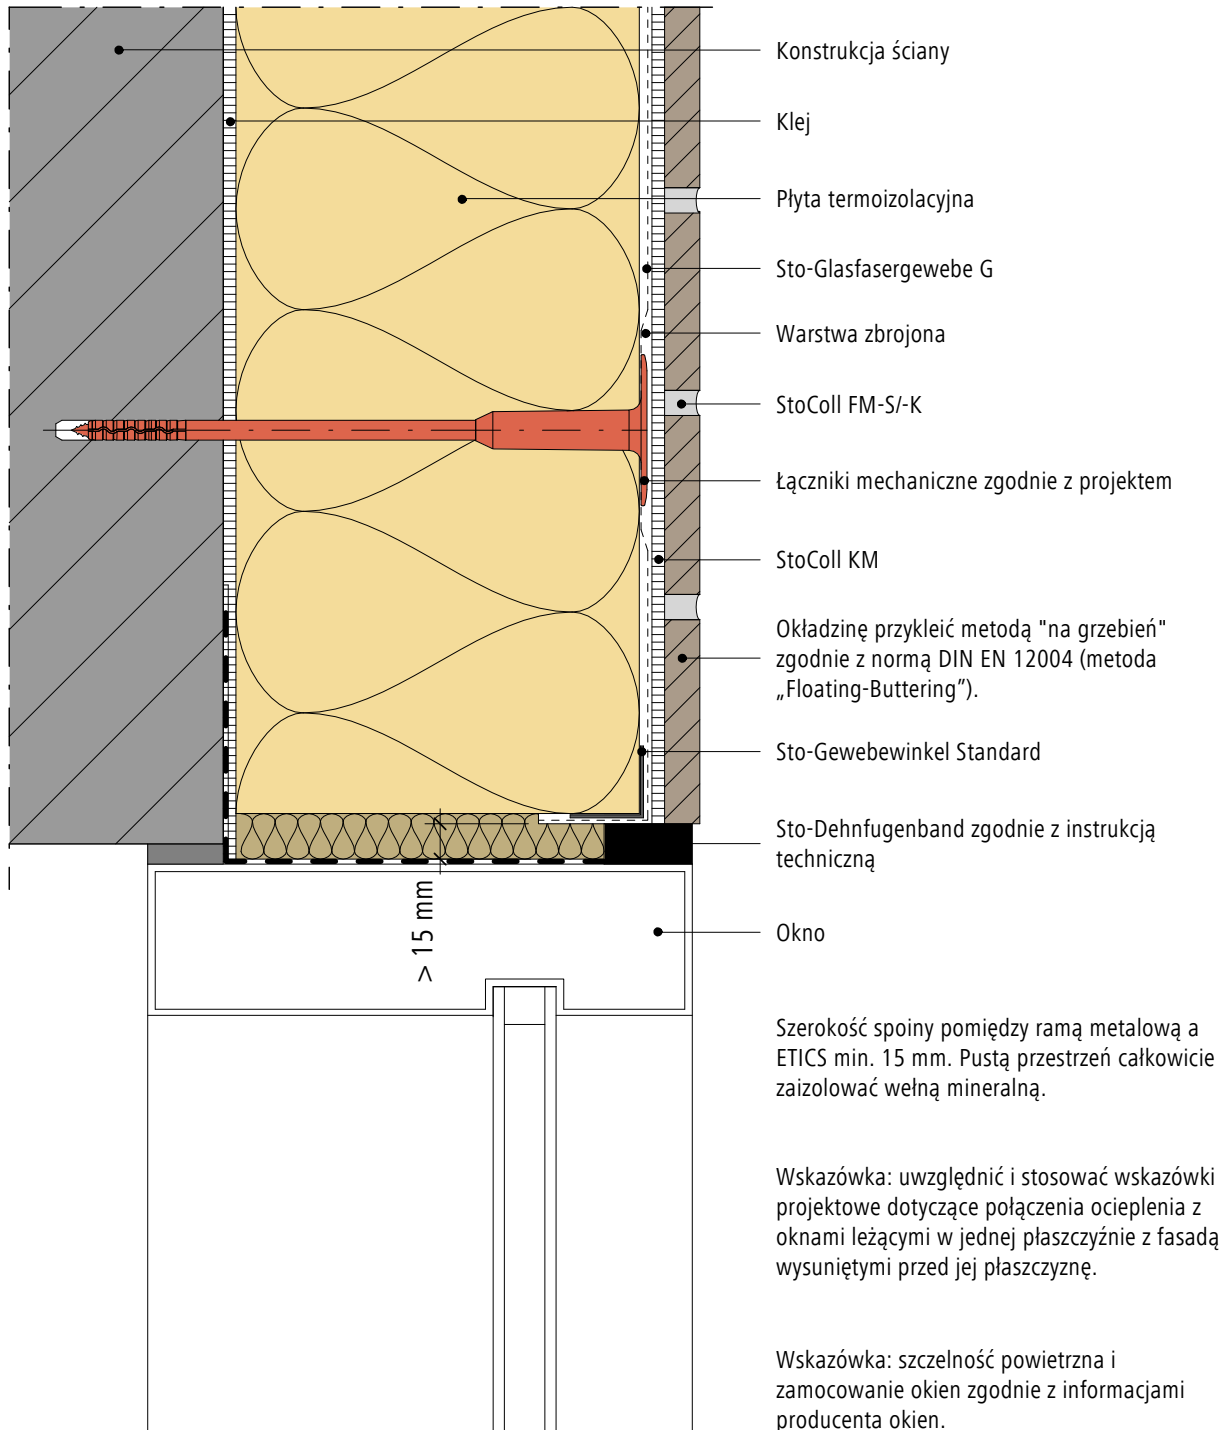 Konstrukcja ściany
Klej
Płyta termoizolacyjna
Sto-Glasfasergewebe G
Warstwa zbrojona
StoColl FM-S/-K
Łączniki mechaniczne zgodnie z projektem
StoColl KM
Okładzinę przykleić metodą "na grzebień"
zgodnie z normą DIN EN 12004 (metoda
„Floating-Buttering”).
Sto-Gewebewinkel Standard
Sto-Dehnfugenband zgodnie z instrukcją
techniczną
> 15 mm
Okno
Szerokość spoiny pomiędzy ramą metalową a
ETICS min. 15 mm. Pustą przestrzeń całkowicie
zaizolować wełną mineralną.
Wskazówka: uwzględnić i stosować wskazówki
projektowe dotyczące połączenia ocieplenia z
oknami leżącymi w jednej płaszczyźnie z fasadą
wysuniętymi przed jej płaszczyznę.
Wskazówka: szczelność powietrzna i
zamocowanie okien zgodnie z informacjami
producenta okien.